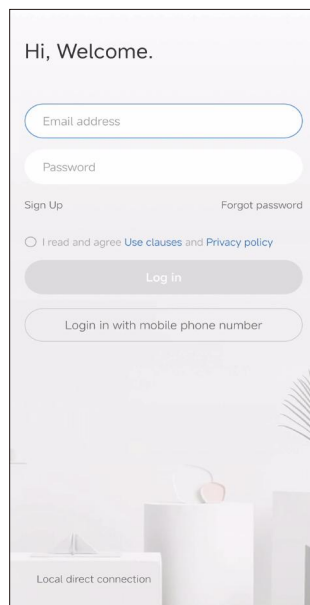 Hi, Welcome.
Email address
Password
Sign Up Forgot password
I read and agree Use clauses and Privacy policy
Log in
Login in with mobile phone number
Local direct connection